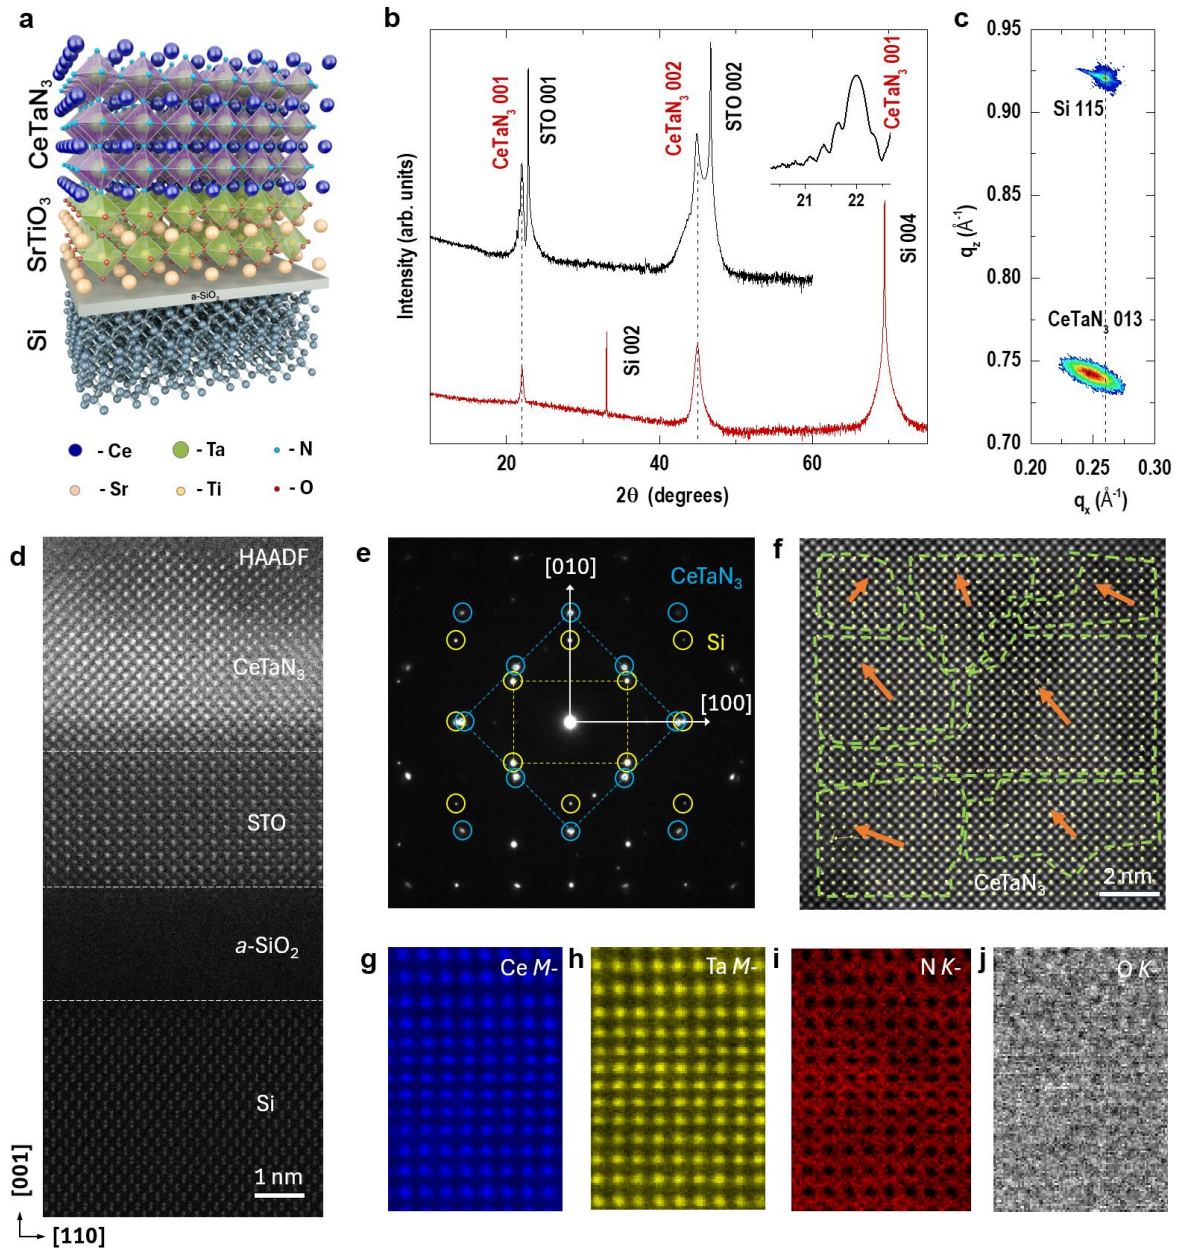 a
CeTaN3
SrTiO3
Si
a-SiO2
- Ce
- Ta
- N
- Sr
- Ti
- O
b
Intensity (arb. units)
CeTaN3 001
STO 001
CeTaN3 002
STO 002
CeTaN3 001
21
22
Si 002
Si 004
20
40
60
2θ (degrees)
c
0.95
0.90
0.85
0.80
0.75
0.70
qz (Å-1)
Si 115
CeTaN3 013
0.20
0.25
0.30
qx (Å-1)
d
HAADF
CeTaN3
STO
a-SiO2
Si
1 nm
[001]
[110]
e
[010]
CeTaN3
Si
[100]
f
CeTaN3
2 nm
g
Ce M-
h
Ta M-
i
N K-
j
O K-